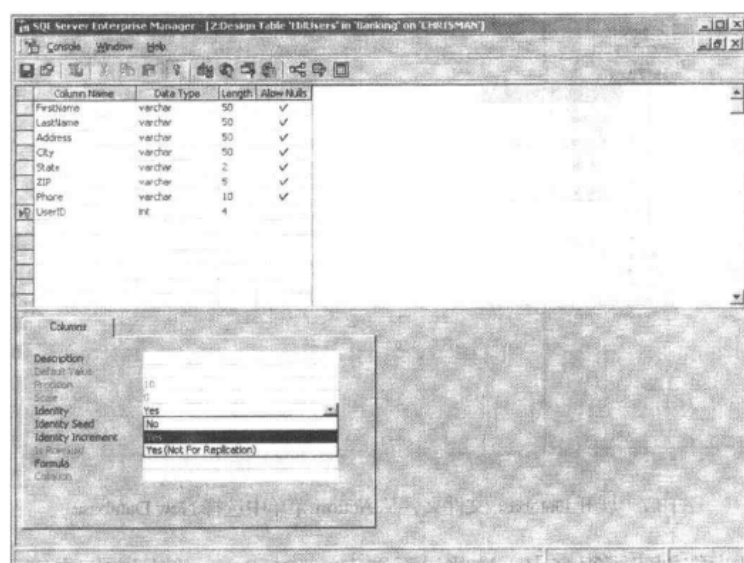 SQL Server Enterprise Manager - [2:Design Table 'tblUsers' in 'Banking' on 'CHRISMAN']
Console Window Help
Column Name Data Type Length Allow Nulls
FirstName varchar 50
LastName varchar 50
Address varchar 50
City varchar 50
State varchar 2
ZIP varchar 5
Phone varchar 10
UserID int 4
Columns
Description
Default Value
Precision 10
Scale 0
Identity Yes
Identity Seed No
Identity Increment Yes
Is RowGuid Yes (Not For Replication)
Formula
Collation